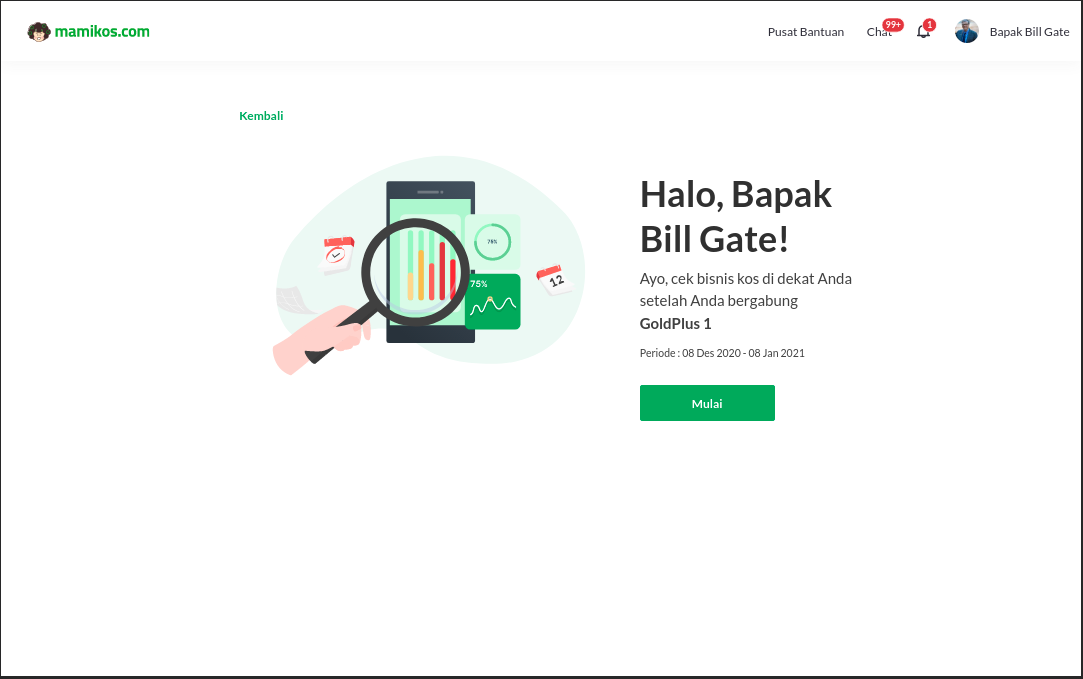 mamikos.com
Pusat Bantuan
Chat
99+
1
Bapak Bill Gate
Kembali
75%
75%
12
Halo, Bapak
Bill Gate!
Ayo, cek bisnis kos di dekat Anda
setelah Anda bergabung
GoldPlus 1
Periode : 08 Des 2020 - 08 Jan 2021
Mulai